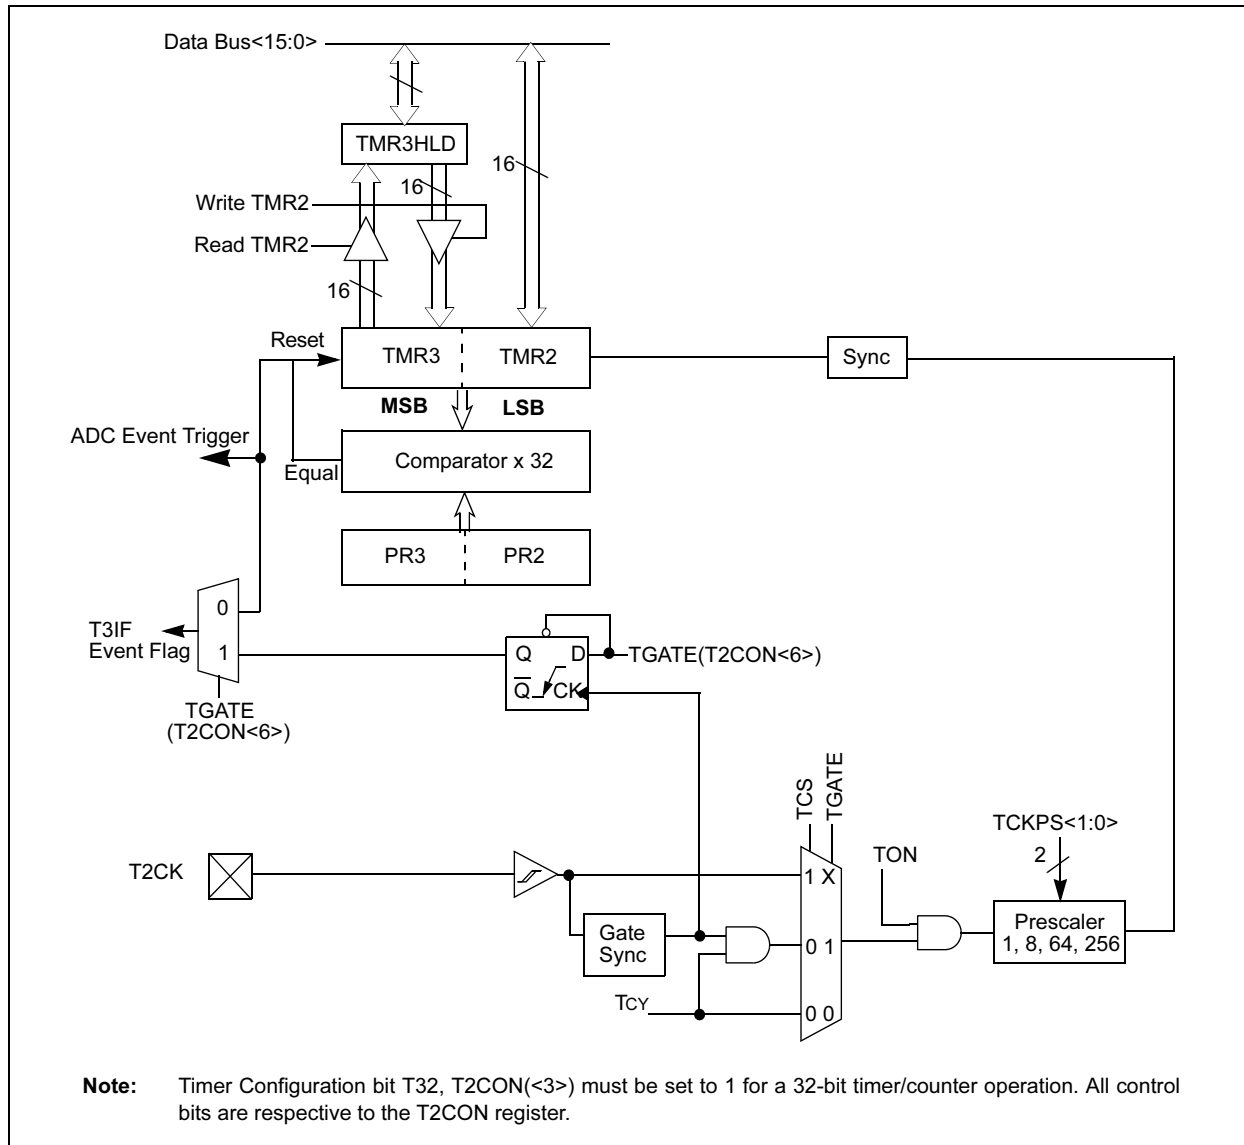 Data Bus<15:0>
TMR3HLD
16
16
Write TMR2
Read TMR2
16
Reset
TMR3
TMR2
Sync
MSB
LSB
ADC Event Trigger
Equal
Comparator x 32
PR3
PR2
0
T3IF
Event Flag
1
Q
D
TGATE(T2CON<6>)
Q
CK
TGATE
(T2CON<6>)
TCS
TGATE
TCKPS<1:0>
2
TON
T2CK
1 X
Gate
Sync
0 1
Prescaler
1, 8, 64, 256
TCY
0 0
Note: Timer Configuration bit T32, T2CON(<3>) must be set to 1 for a 32-bit timer/counter operation. All control
bits are respective to the T2CON register.